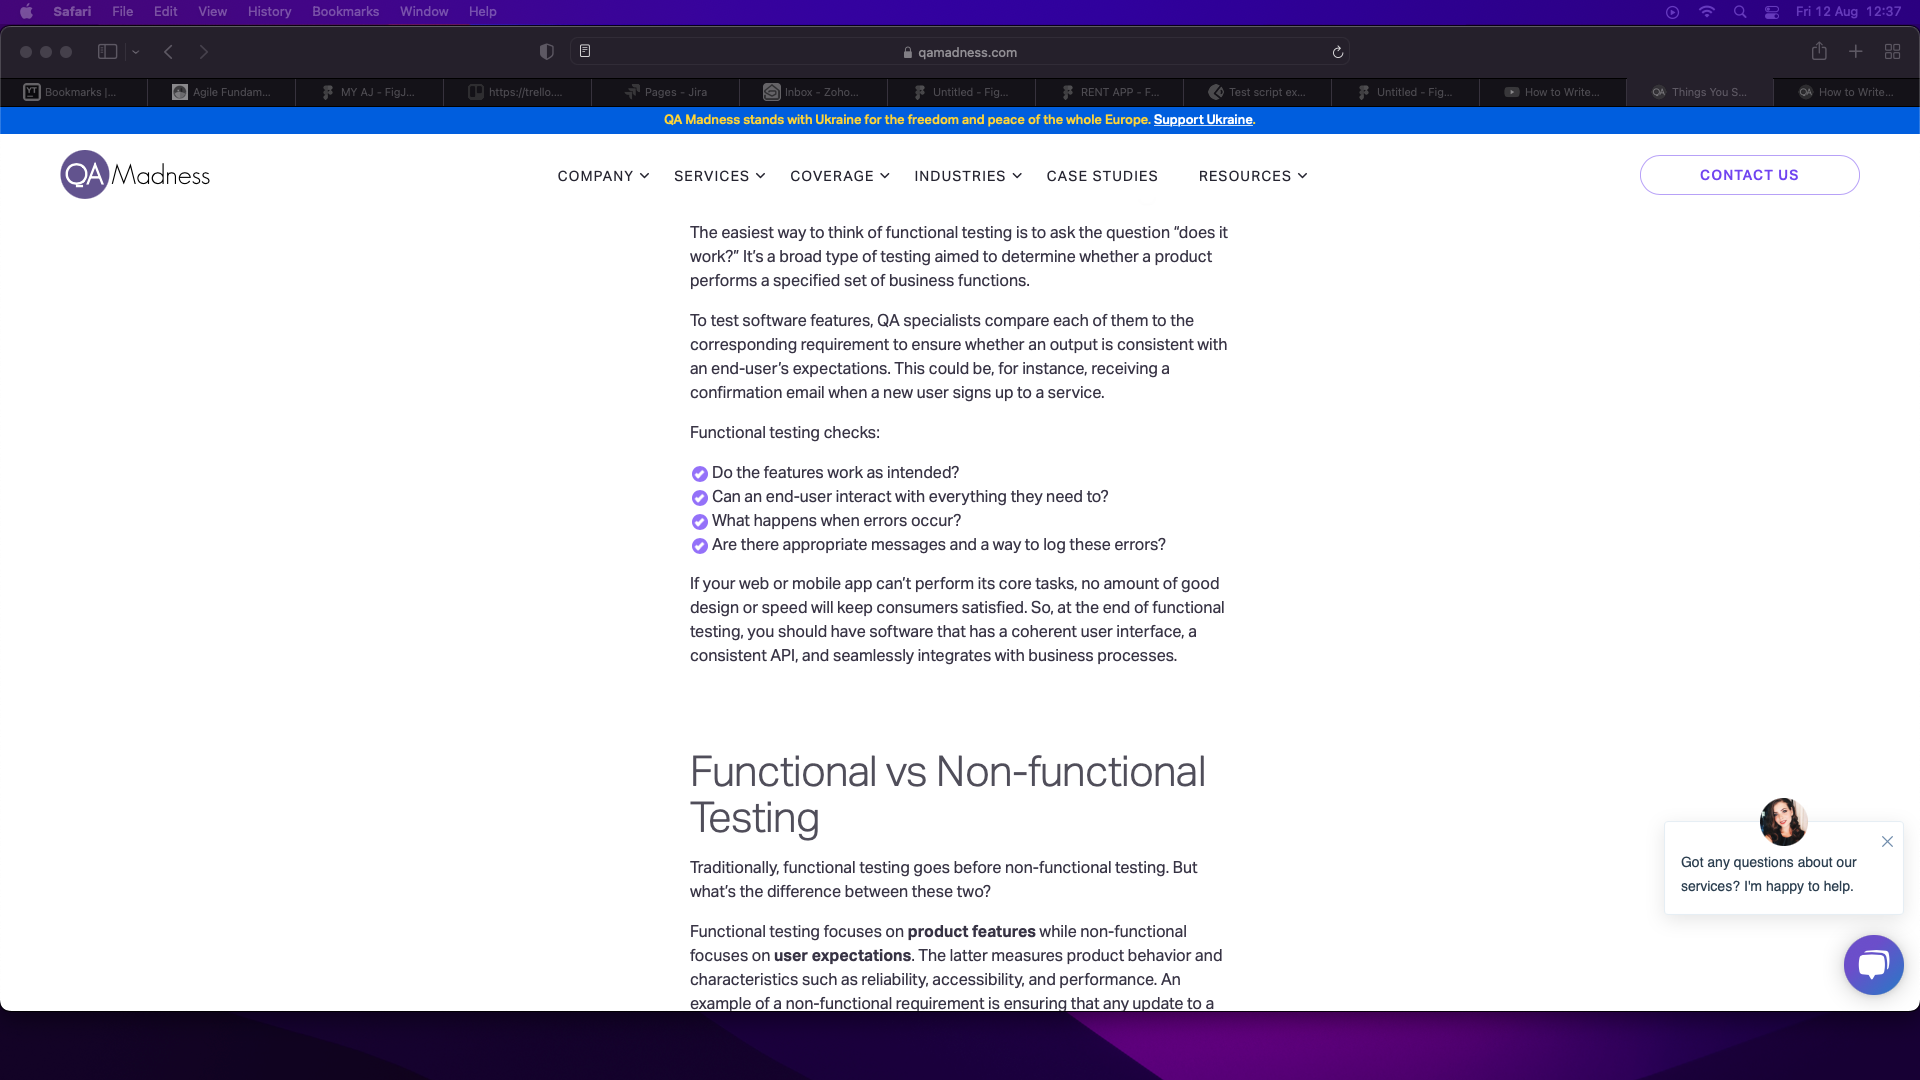 Safari File Edit View History Bookmarks Window Help Fri 12 Aug 12:37
qamadness.com
YT Bookmarks |... Agile Fundam... MY AJ - FigJ... https://trello.... Pages - Jira Inbox - Zoho... Untitled - Fig... RENT APP - F... Test script ex... Untitled - Fig... How to Write... QA Things You S... QA How to Write...
QA Madness stands with Ukraine for the freedom and peace of the whole Europe. Support Ukraine.
QA Madness COMPANY SERVICES COVERAGE INDUSTRIES CASE STUDIES RESOURCES CONTACT US
The easiest way to think of functional testing is to ask the question “does it
work?” It’s a broad type of testing aimed to determine whether a product
performs a specified set of business functions.
To test software features, QA specialists compare each of them to the
corresponding requirement to ensure whether an output is consistent with
an end-user’s expectations. This could be, for instance, receiving a
confirmation email when a new user signs up to a service.
Functional testing checks:
Do the features work as intended?
Can an end-user interact with everything they need to?
What happens when errors occur?
Are there appropriate messages and a way to log these errors?
If your web or mobile app can’t perform its core tasks, no amount of good
design or speed will keep consumers satisfied. So, at the end of functional
testing, you should have software that has a coherent user interface, a
consistent API, and seamlessly integrates with business processes.
Functional vs Non-functional
Testing
Traditionally, functional testing goes before non-functional testing. But
what’s the difference between these two?
Functional testing focuses on product features while non-functional
focuses on user expectations. The latter measures product behavior and
characteristics such as reliability, accessibility, and performance. An
example of a non-functional requirement is ensuring that any update to a
Got any questions about our
services? I'm happy to help.